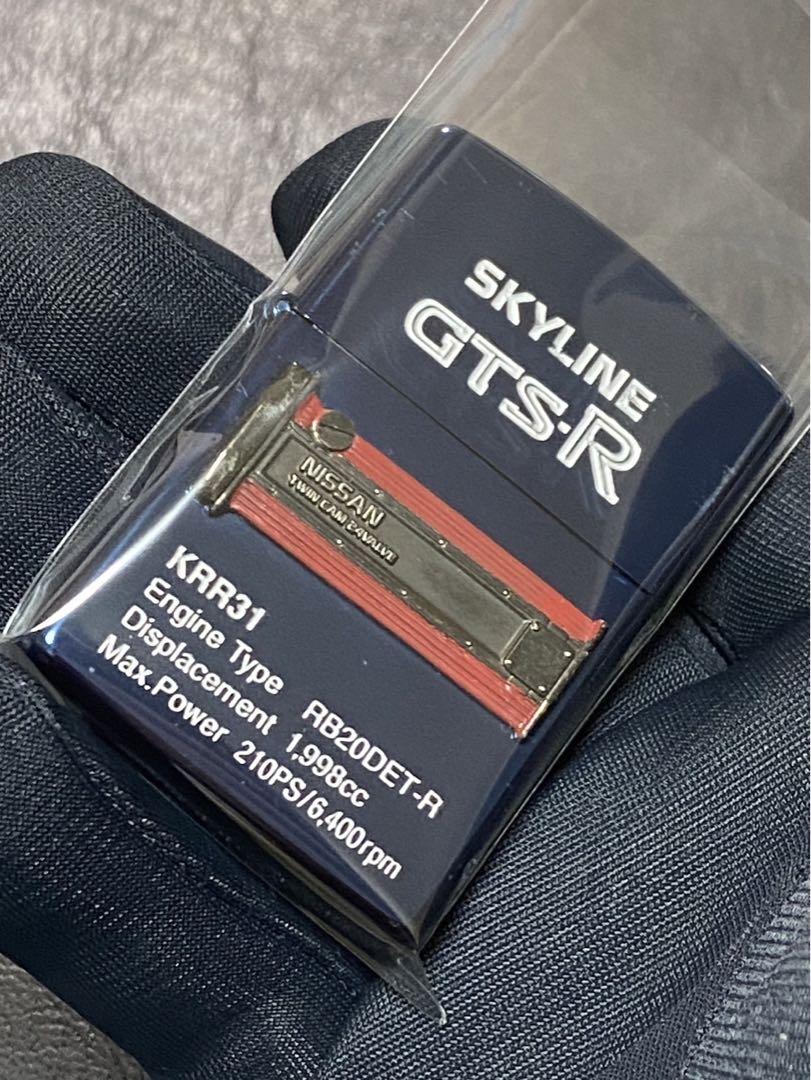 SKYLINE
GTS-R
NISSAN
TWIN CAM 24VALVE
KRR31
Engine Type RB20DET-R
Displacement 1,998cc
Max.Power 210PS/6,400rpm